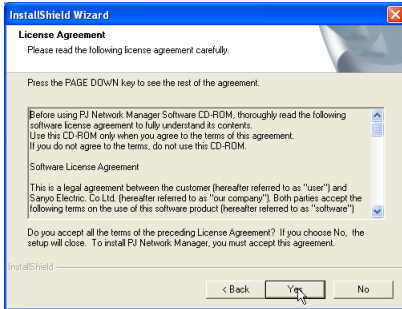 InstallShield Wizard
License Agreement
Please read the following license agreement carefully.
Press the PAGE DOWN key to see the rest of the agreement.
Before using PJ Network Manager Software CD-ROM, thoroughly read the following
software license agreement to fully understand its contents.
Use this CD-ROM only when you agree to the terms of this agreement.
If you do not agree to the terms, do not use this CD-ROM.
Software License Agreement
This is a legal agreement between the customer (hereafter referred to as "user") and
Sanyo Electric. Co Ltd. (hereafter referred to as "our company"). Both parties accept the
following terms on the use of this software product (hereafter referred to as "software")
Do you accept all the terms of the preceding License Agreement? If you choose No, the
setup will close. To install PJ Network Manager, you must accept this agreement.
InstallShield
< Back
Yes
No